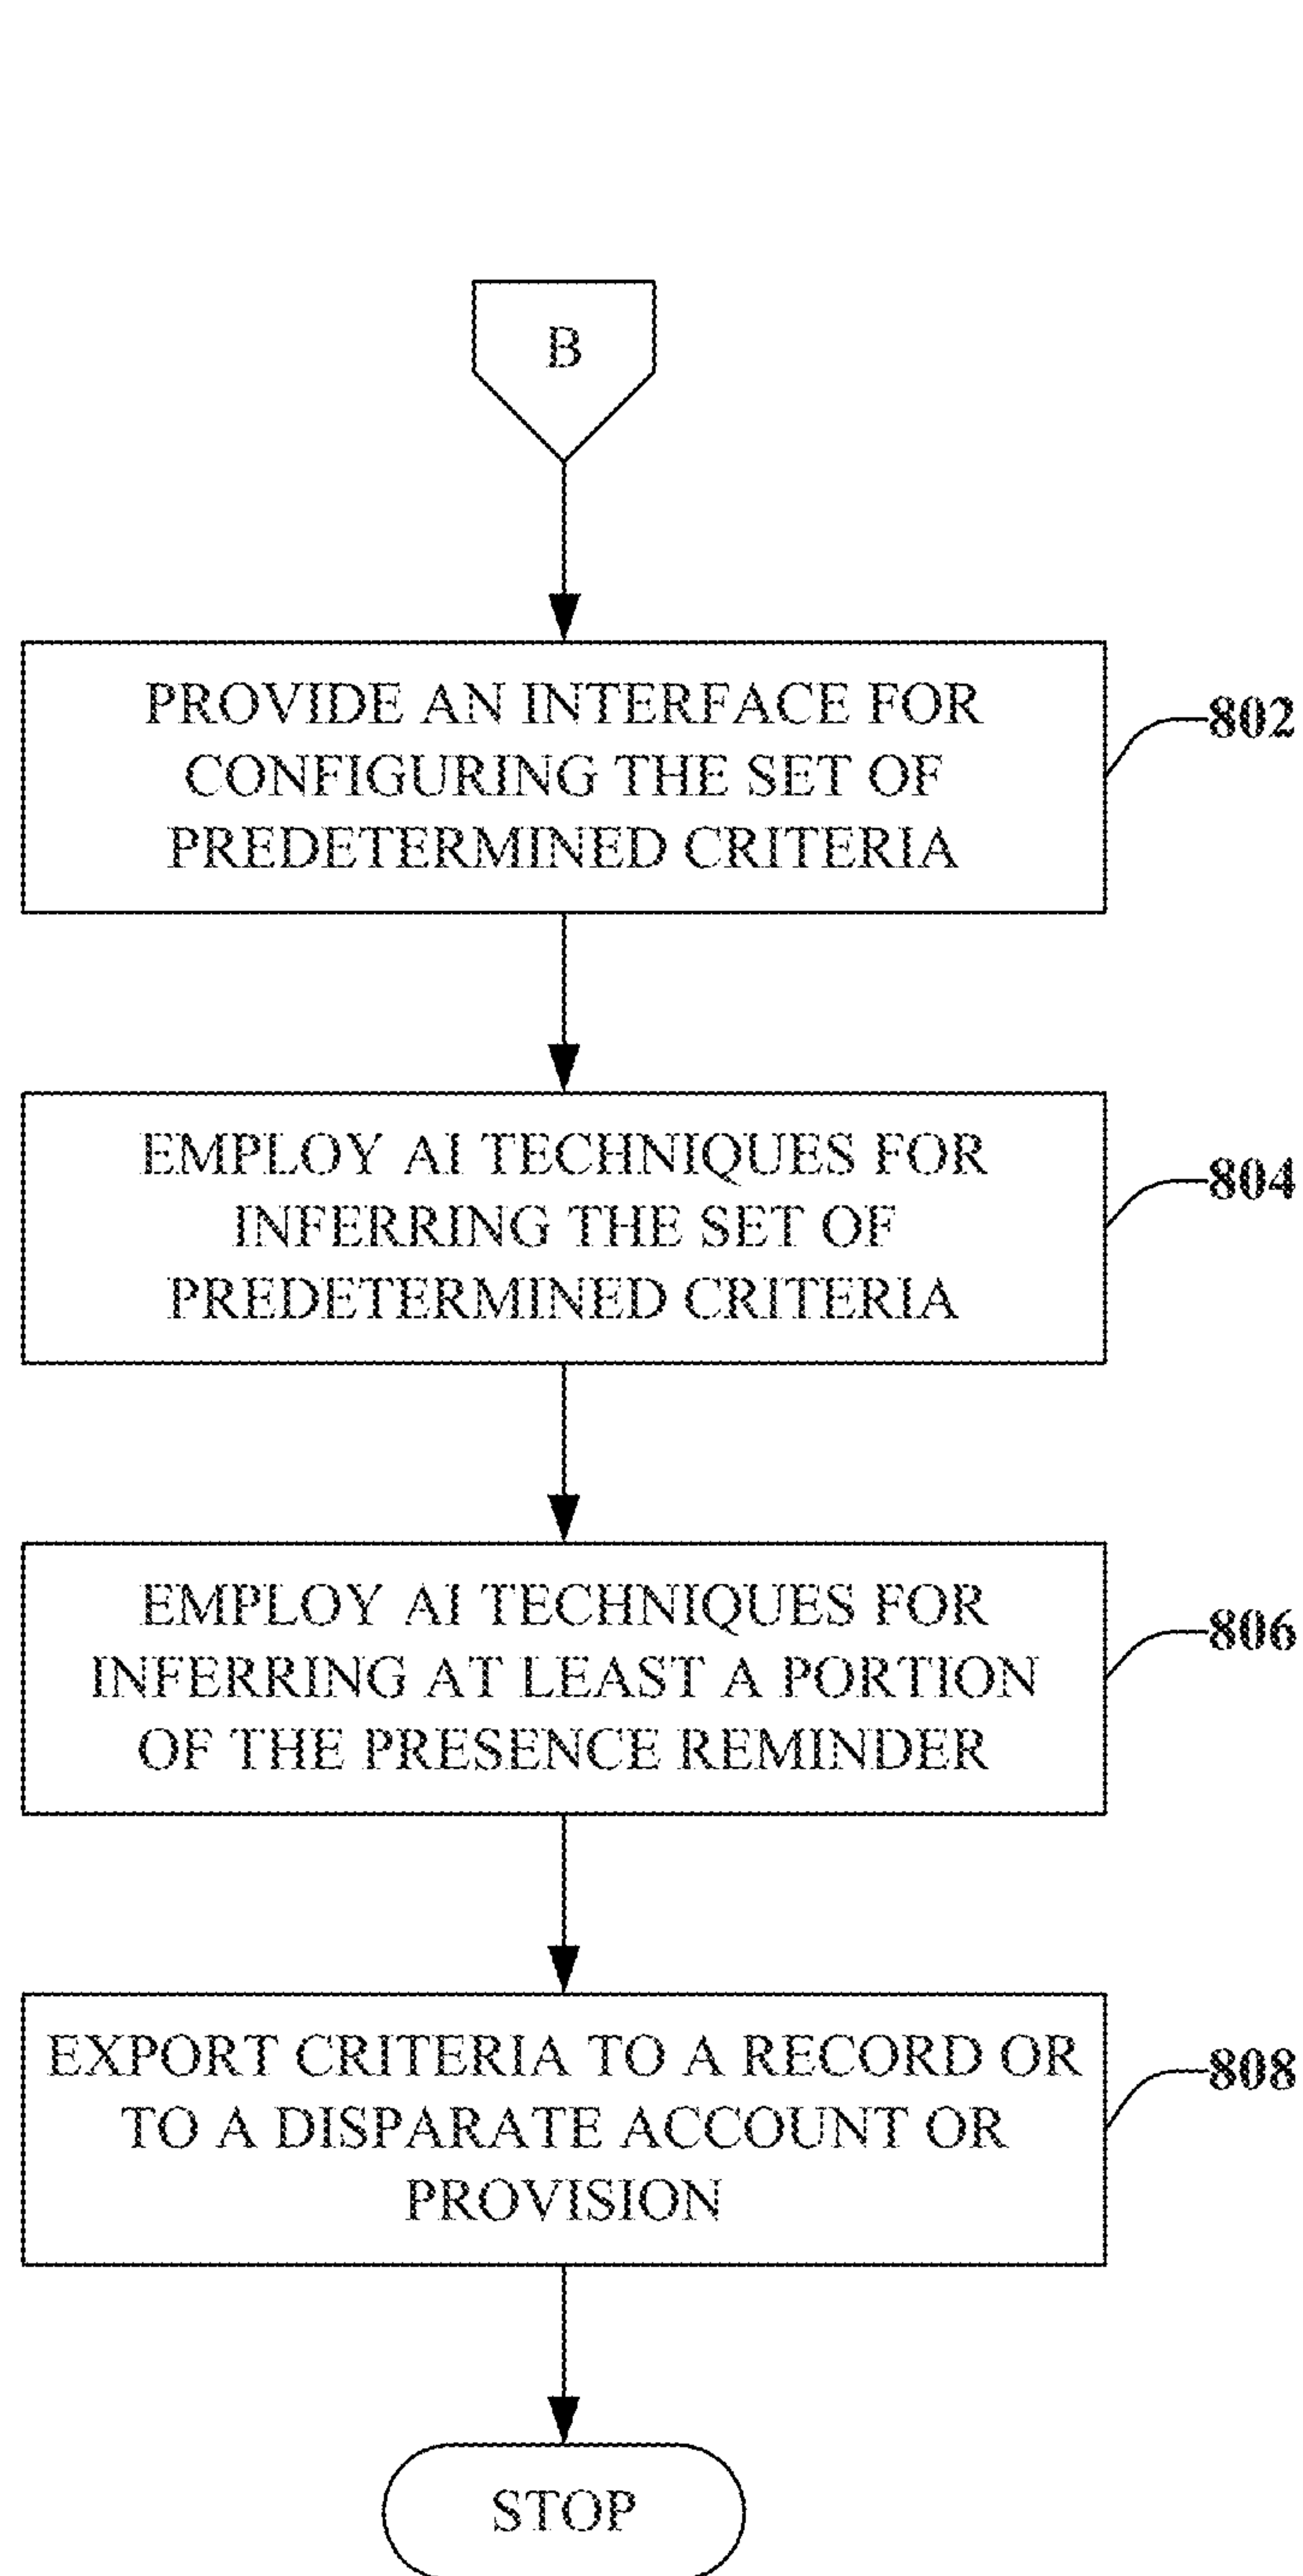 B
PROVIDE AN INTERFACE FOR
CONFIGURING THE SET OF
PREDETERMINED CRITERIA
802
EMPLOY AI TECHNIQUES FOR
INFERRING THE SET OF
PREDETERMINED CRITERIA
804
EMPLOY AI TECHNIQUES FOR
INFERRING AT LEAST A PORTION
OF THE PRESENCE REMINDER
806
EXPORT CRITERIA TO A RECORD OR
TO A DISPARATE ACCOUNT OR
PROVISION
808
STOP